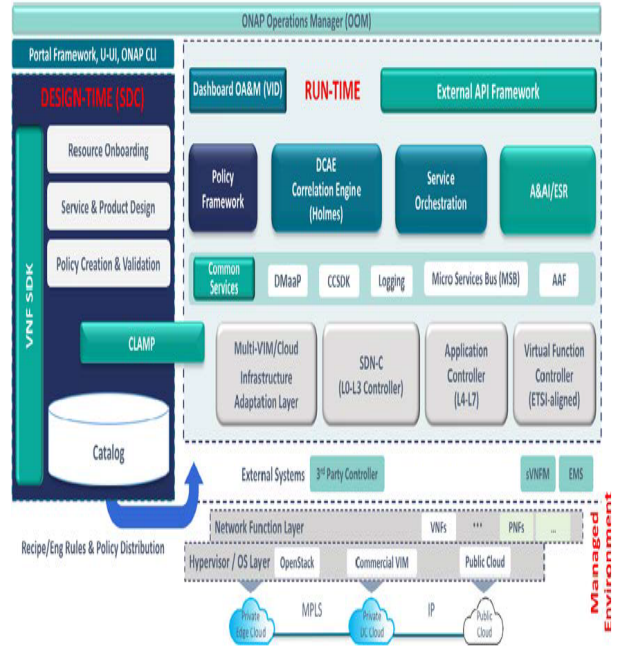 ONAP Operations Manager (OOM)
Portal Framework, U-UI, ONAP CLI
DESIGN-TIME (SDC)
VNF SDK
Resource Onboarding
Service & Product Design
Policy Creation & Validation
CLAMP
Catalog
Recipe/Eng Rules & Policy Distribution
Dashboard OA&M (VID)
RUN-TIME
External API Framework
Policy
Framework
DCAE
Correlation Engine
(Holmes)
Service
Orchestration
A&AI/ESR
Common
Services
DMaaP
CCSDK
Logging
Micro Services Bus (MSB)
AAF
Multi-VIM/Cloud
Infrastructure
Adaptation Layer
SDN-C
(L0-L3 Controller)
Application
Controller
(L4-L7)
Virtual Function
Controller
(ETSI-aligned)
External Systems
3rd Party Controller
sVNFM
EMS
Network Function Layer
VNFs
•••
PNFs
...
Hypervisor / OS Layer
OpenStack
Commercial VIM
Public Cloud
Private
Edge Cloud
MPLS
Private
DC Cloud
IP
Public
Cloud
Managed
Environment